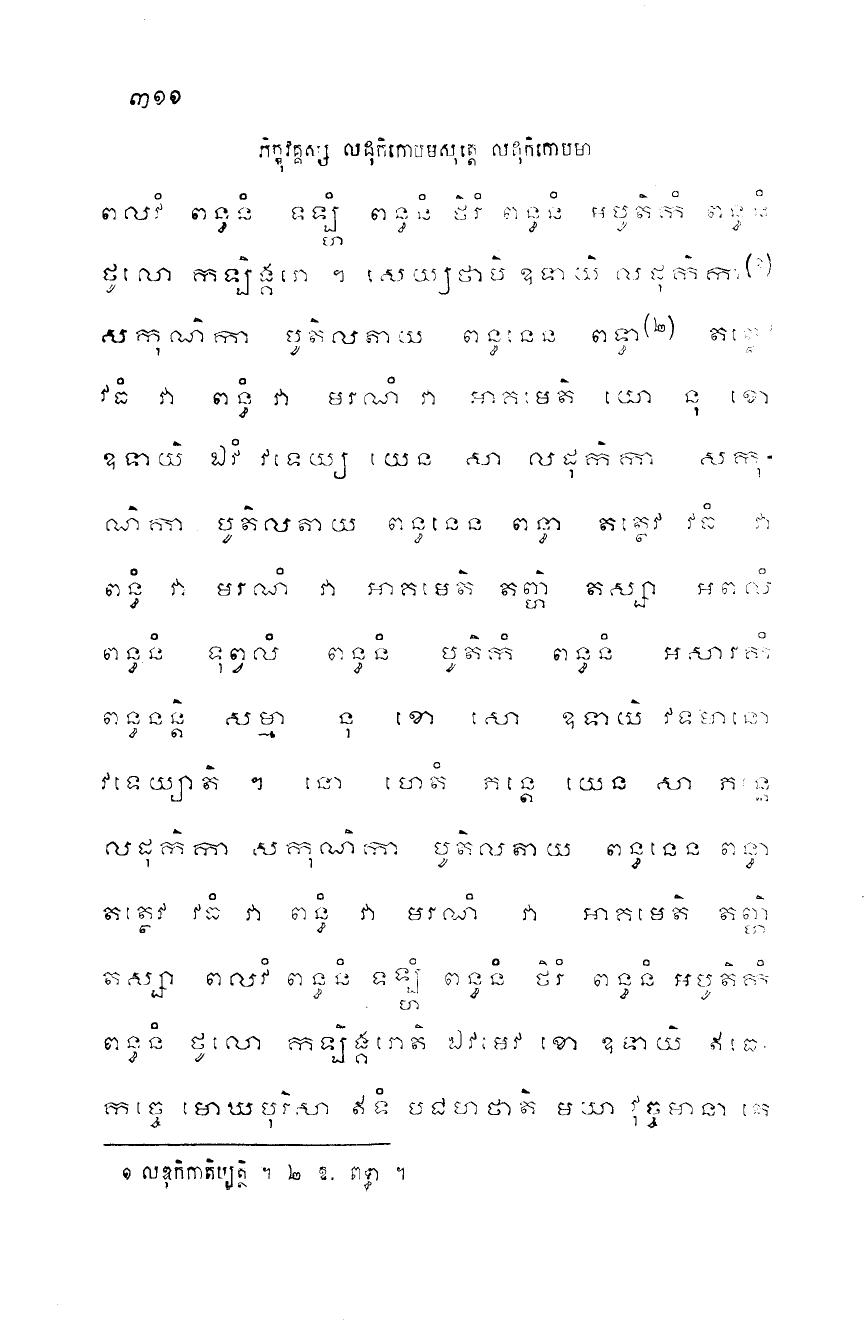 ៣១១
ភិក្ខុវគ្គស្ស លដុកិកោបមសុត្តេ លដុកិកោបមា
ពលវំ ពន្ធនំ ទឡ្ហំ ពន្ធនំ ថិរំ ពន្ធនំ អបូតិកំ ពន្ធនំ
ថូលោ កឡិង្គរោ ។ សេយ្យថាបិ ឧទាយិ លដុកិកា(១)
សកុណិកា បូតិលតាយ ពន្ធនេន ពទ្ធា(២) តត្ថេវ
វធំ វា ពន្ធំ វា មរណំ វា អាគមេតិ យោ នុ ខោ
ឧទាយិ ឯវំ វទេយ្យ យេន សា លដុកិកា សកុ-
ណិកា បូតិលតាយ ពន្ធនេន ពន្ធា តត្ថេវ វធំ វា
ពន្ធំ វា មរណំ វា អាគមេតិ តញ្ហិ តស្សា អពលំ
ពន្ធនំ ទុព្វលំ ពន្ធនំ បូតិកំ ពន្ធនំ អសារកំ
ពន្ធនន្តិ សម្មា នុ ខោ សោ ឧទាយិ វទមានោ
វទេយ្យាតិ ។ នោ ហេតំ ភន្តេ យេន សា ភន្តេ
លដុកិកា សកុណិកា បូតិលតាយ ពន្ធនេន ពន្ធា
តត្ថេវ វធំ វា ពន្ធំ វា មរណំ វា អាគមេតិ តញ្ហិ
តស្សា ពលវំ ពន្ធនំ ទឡ្ហំ ពន្ធនំ ថិរំ ពន្ធនំ អបូតិកំ
ពន្ធនំ ថូលោ កឡិង្គរោតិ ឯវមេវ ខោ ឧទាយិ ឥធេ-
កច្ចេ មោឃបុរិសា ឥទំ បជហថាតិ មយា វុច្ចមានា តេ
១ លឌុកិកាតិប្បត្ថិ ។ ២ ឱ. ពទ្ធា ។